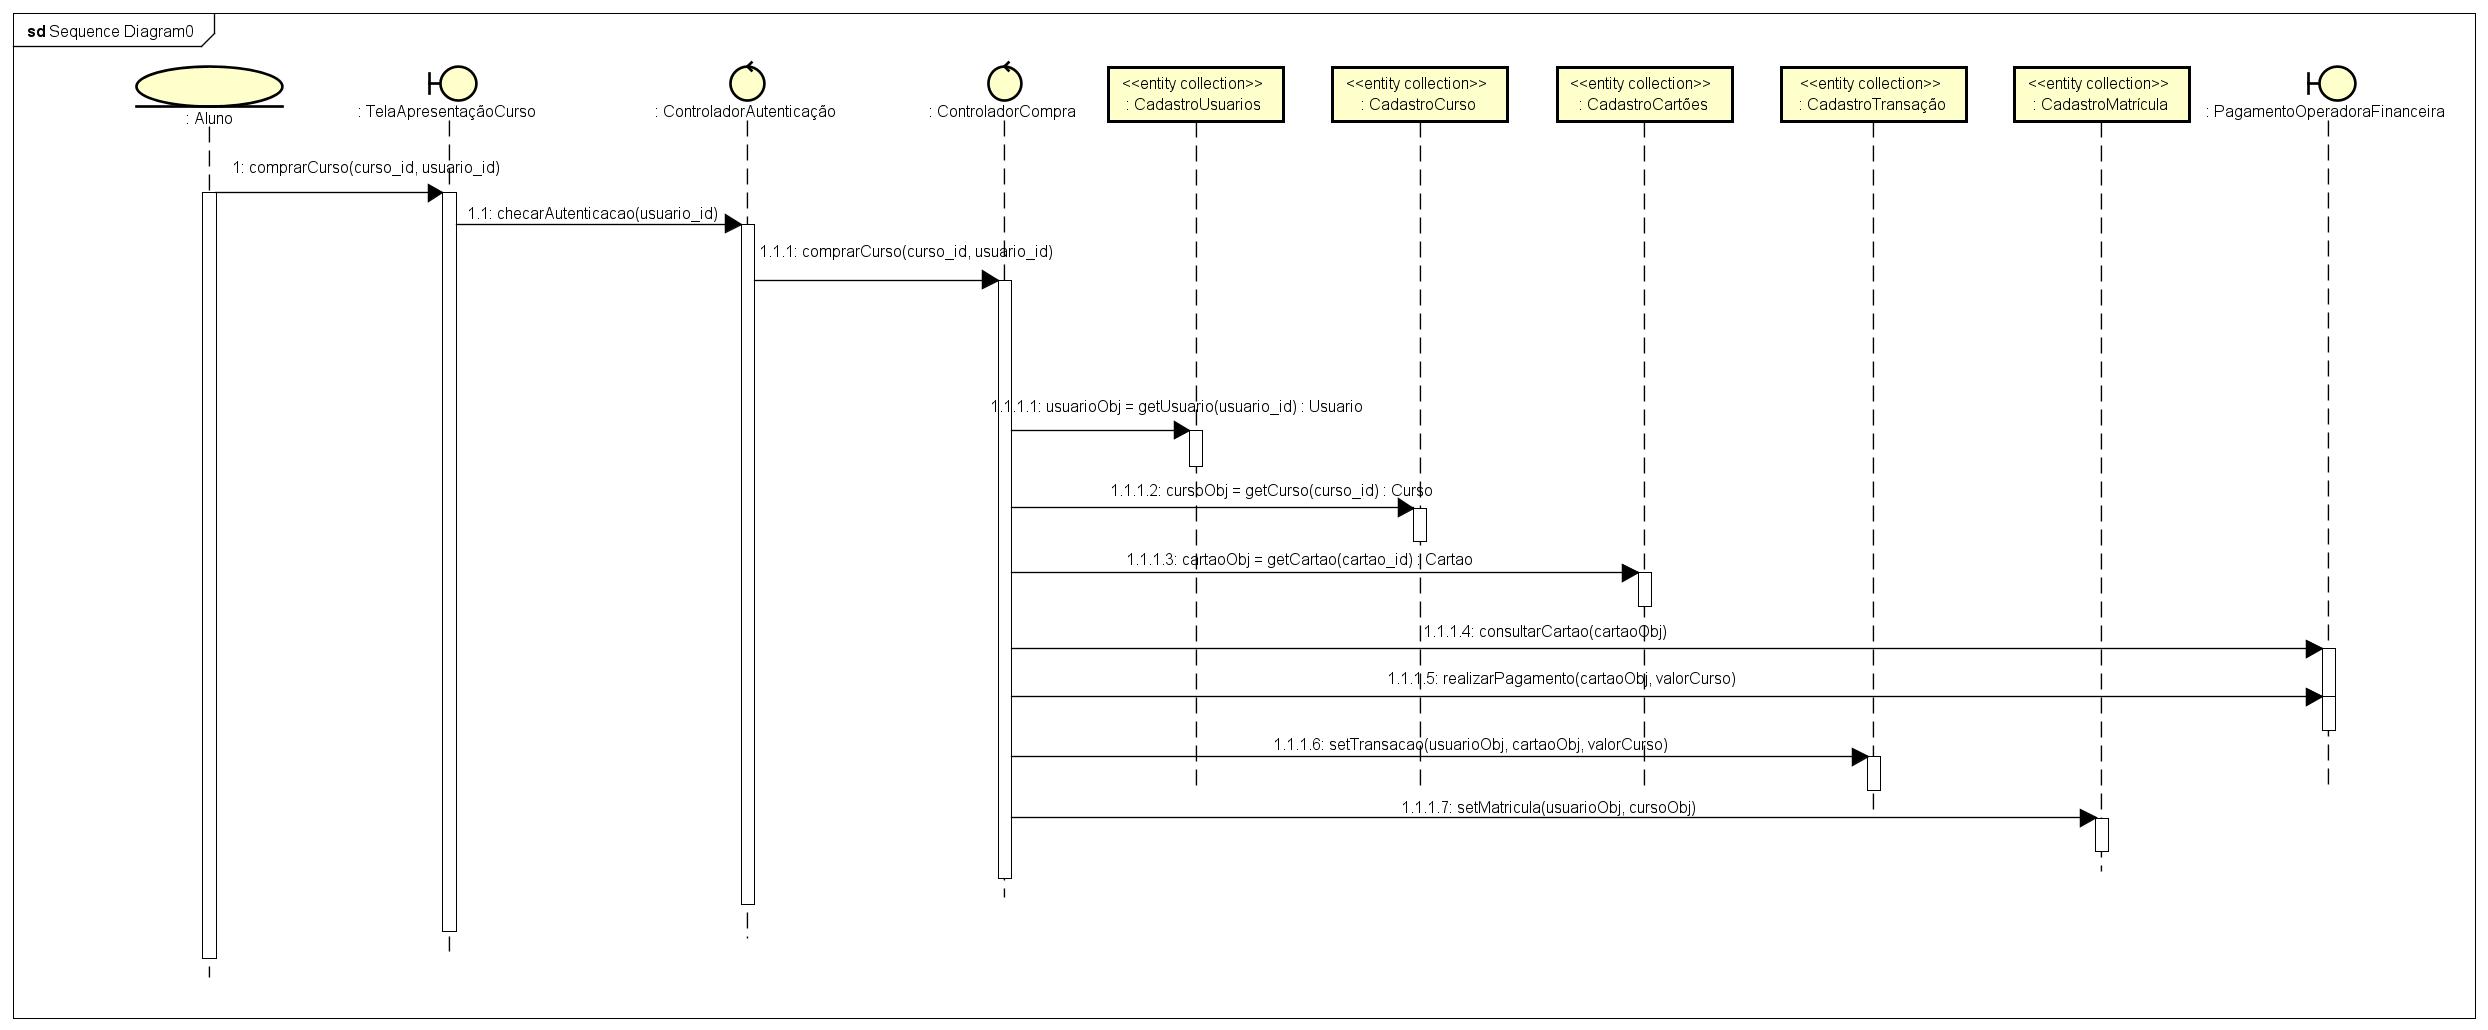 sd Sequence Diagram0
: Aluno
: TelaApresentaçãoCurso
: ControladorAutenticação
: ControladorCompra
<<entity collection>>
: CadastroUsuarios
<<entity collection>>
: CadastroCurso
<<entity collection>>
: CadastroCartões
<<entity collection>>
: CadastroTransação
<<entity collection>>
: CadastroMatrícula
: PagamentoOperadoraFinanceira
1: comprarCurso(curso_id, usuario_id)
1.1: checarAutenticacao(usuario_id)
1.1.1: comprarCurso(curso_id, usuario_id)
1.1.1.1: usuarioObj = getUsuario(usuario_id) : Usuario
1.1.1.2: cursoObj = getCurso(curso_id) : Curso
1.1.1.3: cartaoObj = getCartao(cartao_id) : Cartao
1.1.1.4: consultarCartao(cartaoObj)
1.1.1.5: realizarPagamento(cartaoObj, valorCurso)
1.1.1.6: setTransacao(usuarioObj, cartaoObj, valorCurso)
1.1.1.7: setMatricula(usuarioObj, cursoObj)